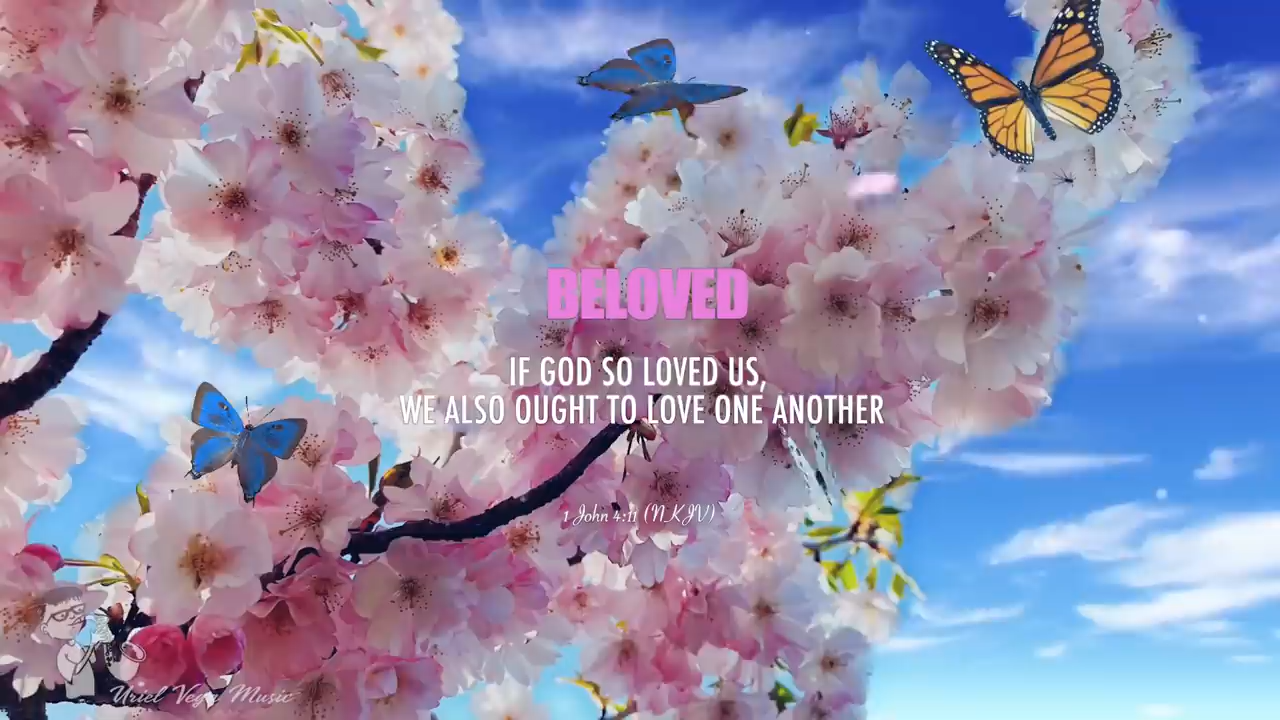 BELOVED
IF GOD SO LOVED US,
WE ALSO OUGHT TO LOVE ONE ANOTHER
1 John 4:11 (NKJV)
Uriel Vega Music